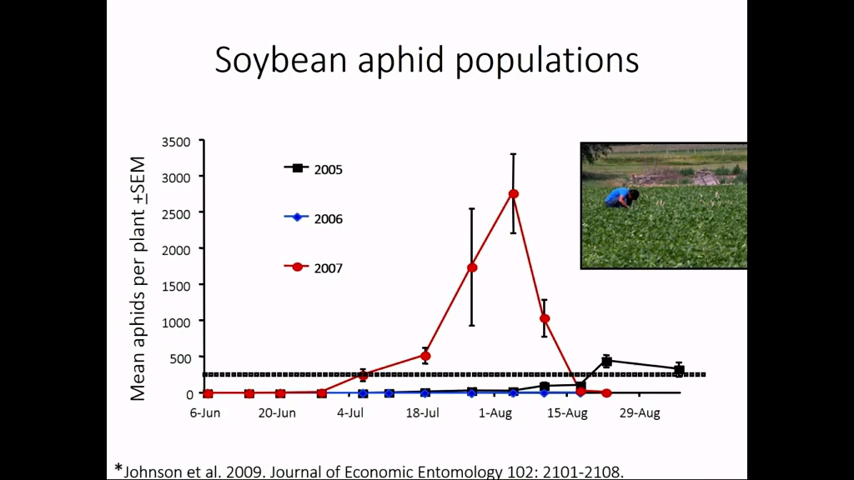 Soybean aphid populations
Mean aphids per plant ±SEM
3500
3000
2500
2000
1500
1000
500
0
2005
2006
2007
6-Jun 20-Jun 4-Jul 18-Jul 1-Aug 15-Aug 29-Aug
*Johnson et al. 2009. Journal of Economic Entomology 102: 2101-2108.